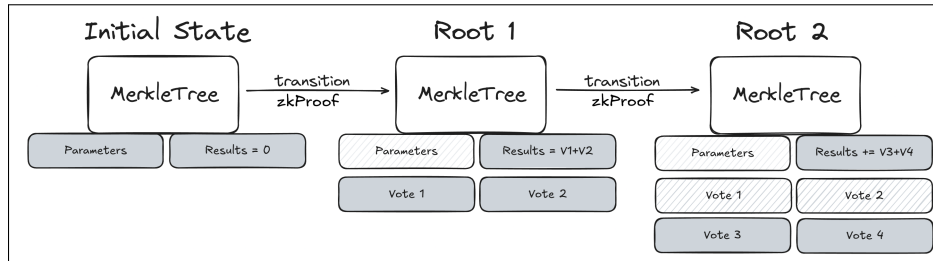 Initial State
Root 1
Root 2
MerkleTree
transition
zkProof
MerkleTree
transition
zkProof
MerkleTree
Parameters
Results = 0
Parameters
Results = V1+V2
Parameters
Results += V3+V4
Vote 1
Vote 2
Vote 1
Vote 2
Vote 3
Vote 4